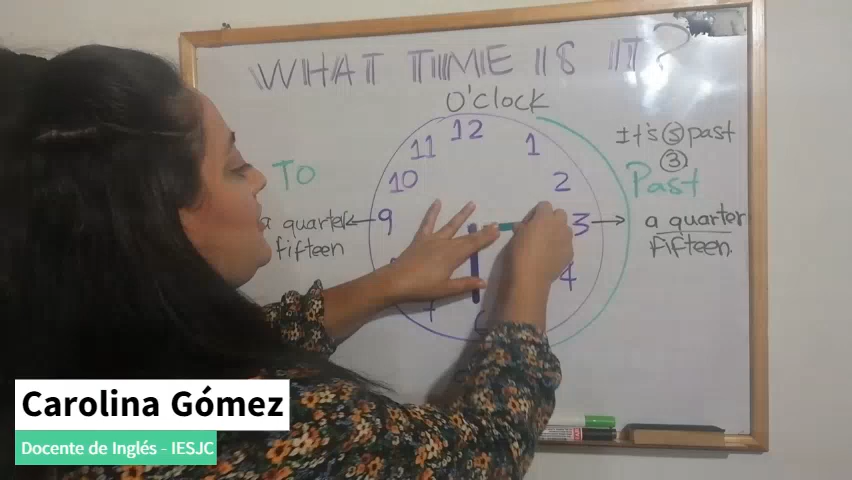 WHAT TIME IS IT?
O'clock
12
11
1
10
2
9
3
4
TO
a quarter
fifteen
It's 5 past
3
Past
a quarter
Fifteen.
Carolina Gómez
Docente de Inglés - IESJC